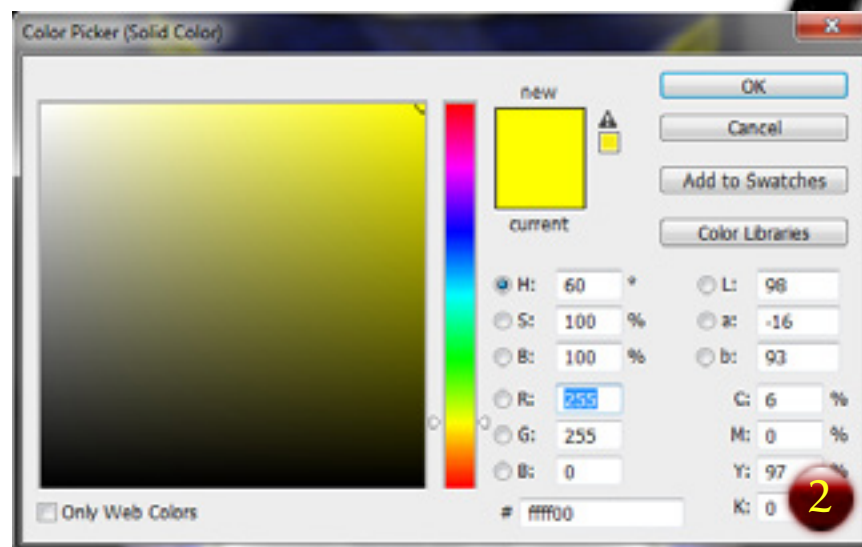 Color Picker (Solid Color)
new
current
OK
Cancel
Add to Swatches
Color Libraries
H: 60 °
S: 100 %
B: 100 %
R: 255
G: 255
B: 0
# ffff00
L: 98
a: -16
b: 93
C: 6 %
M: 0 %
Y: 97 %
K: 0
2
Only Web Colors